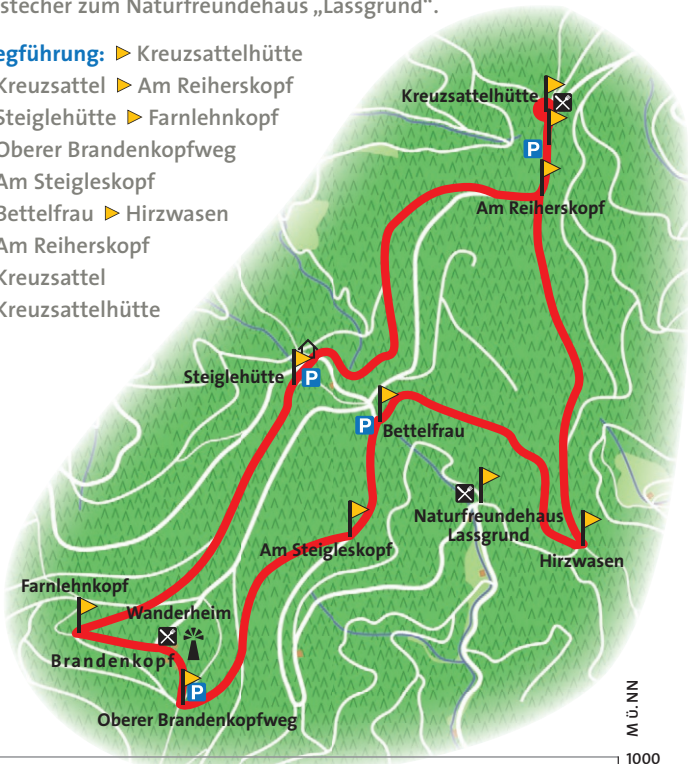 stecher zum Naturfreundehaus „Lassgrund“.
egführung: Kreuzsattelhütte
Kreuzsattel Am Reiherskopf
Steiglehütte Farnlehnkopf
Oberer Brandenkopfweg
Am Steigleskopf
Bettelfrau Hirzwasen
Am Reiherskopf
Kreuzsattel
Kreuzsattelhütte
Kreuzsattelhütte
P
Am Reiherskopf
Steiglehütte
P
P
Bettelfrau
Naturfreundehaus
Lassgrund
Am Steigleskopf
Hirzwasen
Farnlehnkopf
Wanderheim
Brandenkopf
P
Oberer Brandenkopfweg
M ü. NN
1000